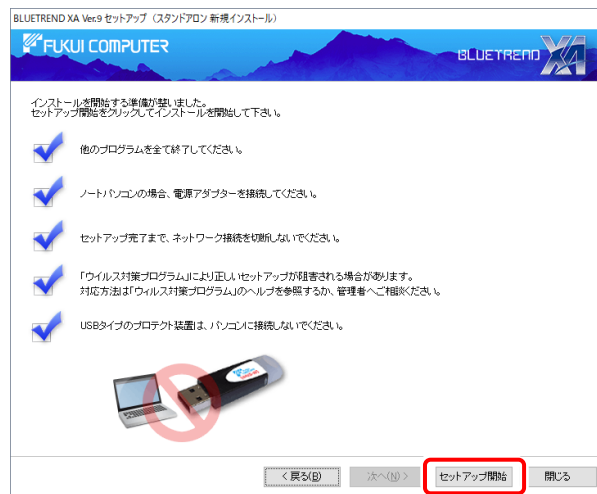 BLUETREND XA Ver.9 セットアップ（スタンドアロン 新規インストール）
FUKUI COMPUTER
BLUETREND XA
インストールを開始する準備が整いました。
セットアップ開始をクリックしてインストールを開始して下さい。
他のプログラムを全て終了してください。
ノートパソコンの場合、電源アダプターを接続してください。
セットアップ完了まで、ネットワーク接続を切断しないでください。
「ウイルス対策プログラム」により正しいセットアップが阻害される場合があります。
対応方法は「ウィルス対策プログラム」のヘルプを参照するか、管理者へご相談ください。
USBタイプのプロテクト装置は、パソコンに接続しないでください。
< 戻る(B) 次へ(N) > セットアップ開始 閉じる